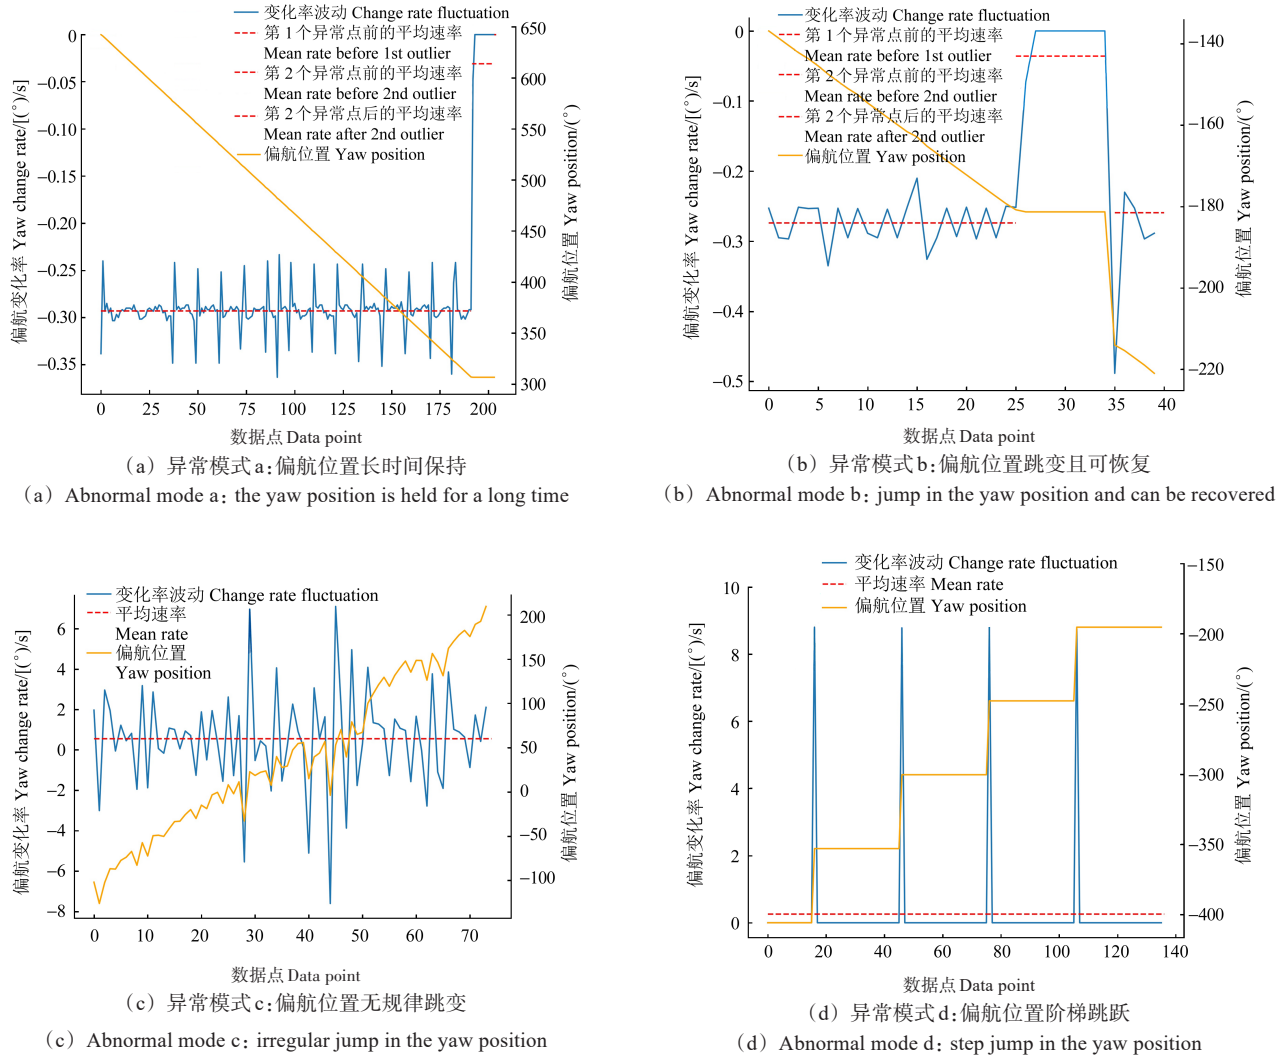 变化率波动 Change rate fluctuation
第1个异常点前的平均速率
Mean rate before 1st outlier
第2个异常点前的平均速率
Mean rate before 2nd outlier
第2个异常点后的平均速率
Mean rate after 2nd outlier
偏航位置 Yaw position
偏航变化率 Yaw change rate/[(°)/s]
0
−0.05
−0.10
−0.15
−0.20
−0.25
−0.30
−0.35
650
600
550
500
450
400
350
300
偏航位置 Yaw position/(°)
0 25 50 75 100 125 150 175 200
数据点 Data point
(a) 异常模式a:偏航位置长时间保持
(a) Abnormal mode a: the yaw position is held for a long time
变化率波动 Change rate fluctuation
第1个异常点前的平均速率
Mean rate before 1st outlier
第2个异常点前的平均速率
Mean rate before 2nd outlier
第2个异常点后的平均速率
Mean rate after 2nd outlier
偏航位置 Yaw position
偏航变化率 Yaw change rate/[(°)/s]
0
−0.1
−0.2
−0.3
−0.4
−0.5
−140
−160
−180
−200
−220
偏航位置 Yaw position/(°)
0 5 10 15 20 25 30 35 40
数据点 Data point
(b) 异常模式b:偏航位置跳变且可恢复
(b) Abnormal mode b: jump in the yaw position and can be recovered
变化率波动 Change rate fluctuation
平均速率
Mean rate
偏航位置
Yaw position
偏航变化率 Yaw change rate/[(°)/s]
6
4
2
0
−2
−4
−6
−8
200
150
100
50
0
−50
−100
偏航位置 Yaw position/(°)
0 10 20 30 40 50 60 70
数据点 Data point
(c) 异常模式c:偏航位置无规律跳变
(c) Abnormal mode c: irregular jump in the yaw position
变化率波动 Change rate fluctuation
平均速率 Mean rate
偏航位置 Yaw position
偏航变化率 Yaw change rate/[(°)/s]
10
8
6
4
2
0
−150
−200
−250
−300
−350
−400
偏航位置 Yaw position/(°)
0 20 40 60 80 100 120 140
数据点 Data point
(d) 异常模式d:偏航位置阶梯跳跃
(d) Abnormal mode d: step jump in the yaw position